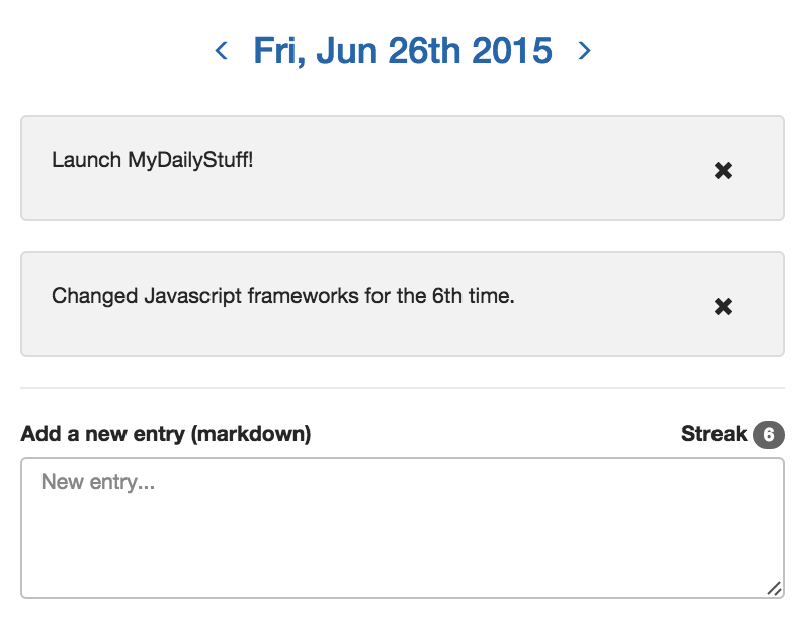 Fri, Jun 26th 2015
Launch MyDailyStuff!
Changed Javascript frameworks for the 6th time.
Add a new entry (markdown) Streak 6
New entry...